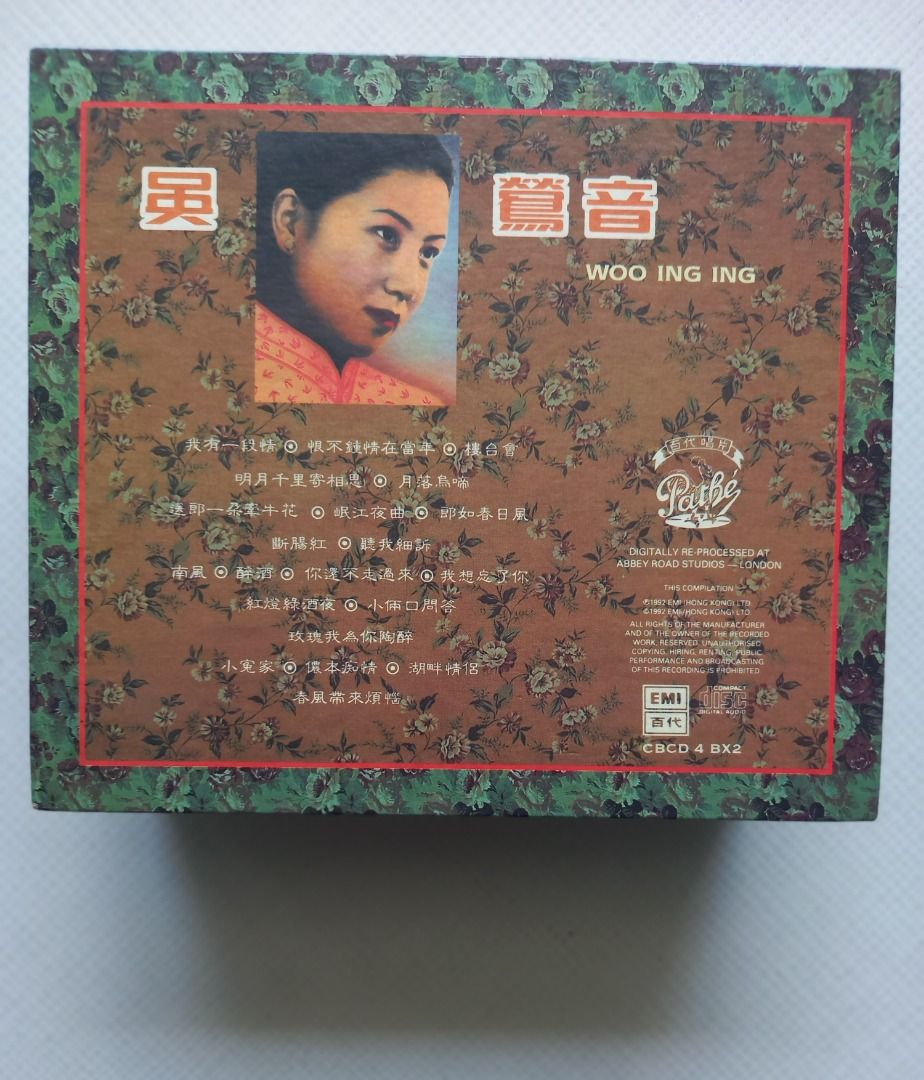 吳 鶯音
WOO ING ING
我有一段情 ⦿ 恨不鍾情在當年 ⦿ 樓台會
明月千里寄相思 ⦿ 月落烏啼
送郎一朵牽牛花 ⦿ 岷江夜曲 ⦿ 郎如春日風
斷腸紅 ⦿ 聽我細訴
南風 ⦿ 醉酒 ⦿ 你還不走過來 ⦿ 我想忘了你
紅燈綠酒夜 ⦿ 小倆口問答
玫瑰我為你陶醉
小寃家 ⦿ 儂本痴情 ⦿ 湖畔情侶
春風帶來煩惱
百代唱片
Pathe
DIGITALLY RE-PROCESSED AT
ABBEY ROAD STUDIOS — LONDON
THIS COMPILATION
℗1992 EMI (HONG KONG) LTD
©1992 EMI (HONG KONG) LTD
ALL RIGHTS OF THE MANUFACTURER
AND OF THE OWNER OF THE RECORDED
WORK, RESERVED. UNAUTHORISED
COPYING, HIRING, RENTING, PUBLIC
PERFORMANCE AND BROADCASTING
OF THIS RECORDING IS PROHIBITED
EMI
百代
COMPACT
disc
DIGITAL AUDIO
CBCD 4 BX2